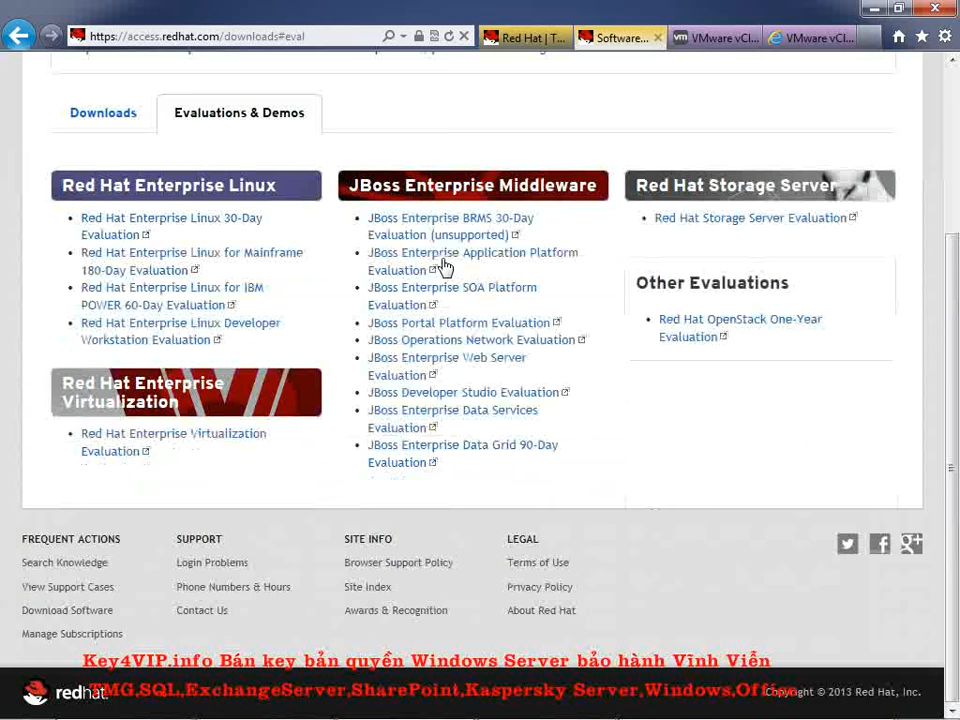 https://access.redhat.com/downloads#eval
Red Hat | T...
Software...
VMware vCl...
VMware vCl...
Downloads
Evaluations & Demos
Red Hat Enterprise Linux
Red Hat Enterprise Linux 30-Day
Evaluation
Red Hat Enterprise Linux for Mainframe
180-Day Evaluation
Red Hat Enterprise Linux for IBM
POWER 60-Day Evaluation
Red Hat Enterprise Linux Developer
Workstation Evaluation
Red Hat Enterprise
Virtualization
Red Hat Enterprise Virtualization
Evaluation
JBoss Enterprise Middleware
JBoss Enterprise BRMS 30-Day
Evaluation (unsupported)
JBoss Enterprise Application Platform
Evaluation
JBoss Enterprise SOA Platform
Evaluation
JBoss Portal Platform Evaluation
JBoss Operations Network Evaluation
JBoss Enterprise Web Server
Evaluation
JBoss Developer Studio Evaluation
JBoss Enterprise Data Services
Evaluation
JBoss Enterprise Data Grid 90-Day
Evaluation
Red Hat Storage Server
Red Hat Storage Server Evaluation
Other Evaluations
Red Hat OpenStack One-Year
Evaluation
FREQUENT ACTIONS
Search Knowledge
View Support Cases
Download Software
Manage Subscriptions
SUPPORT
Login Problems
Phone Numbers & Hours
Contact Us
SITE INFO
Browser Support Policy
Site Index
Awards & Recognition
LEGAL
Terms of Use
Privacy Policy
About Red Hat
Key4VIP.info Bán key bản quyền Windows Server bảo hành Vĩnh Viễn
TMG,SQL,ExchangeServer,SharePoint,Kaspersky Server,Windows,Office
redhat.
Copyright © 2013 Red Hat, Inc.